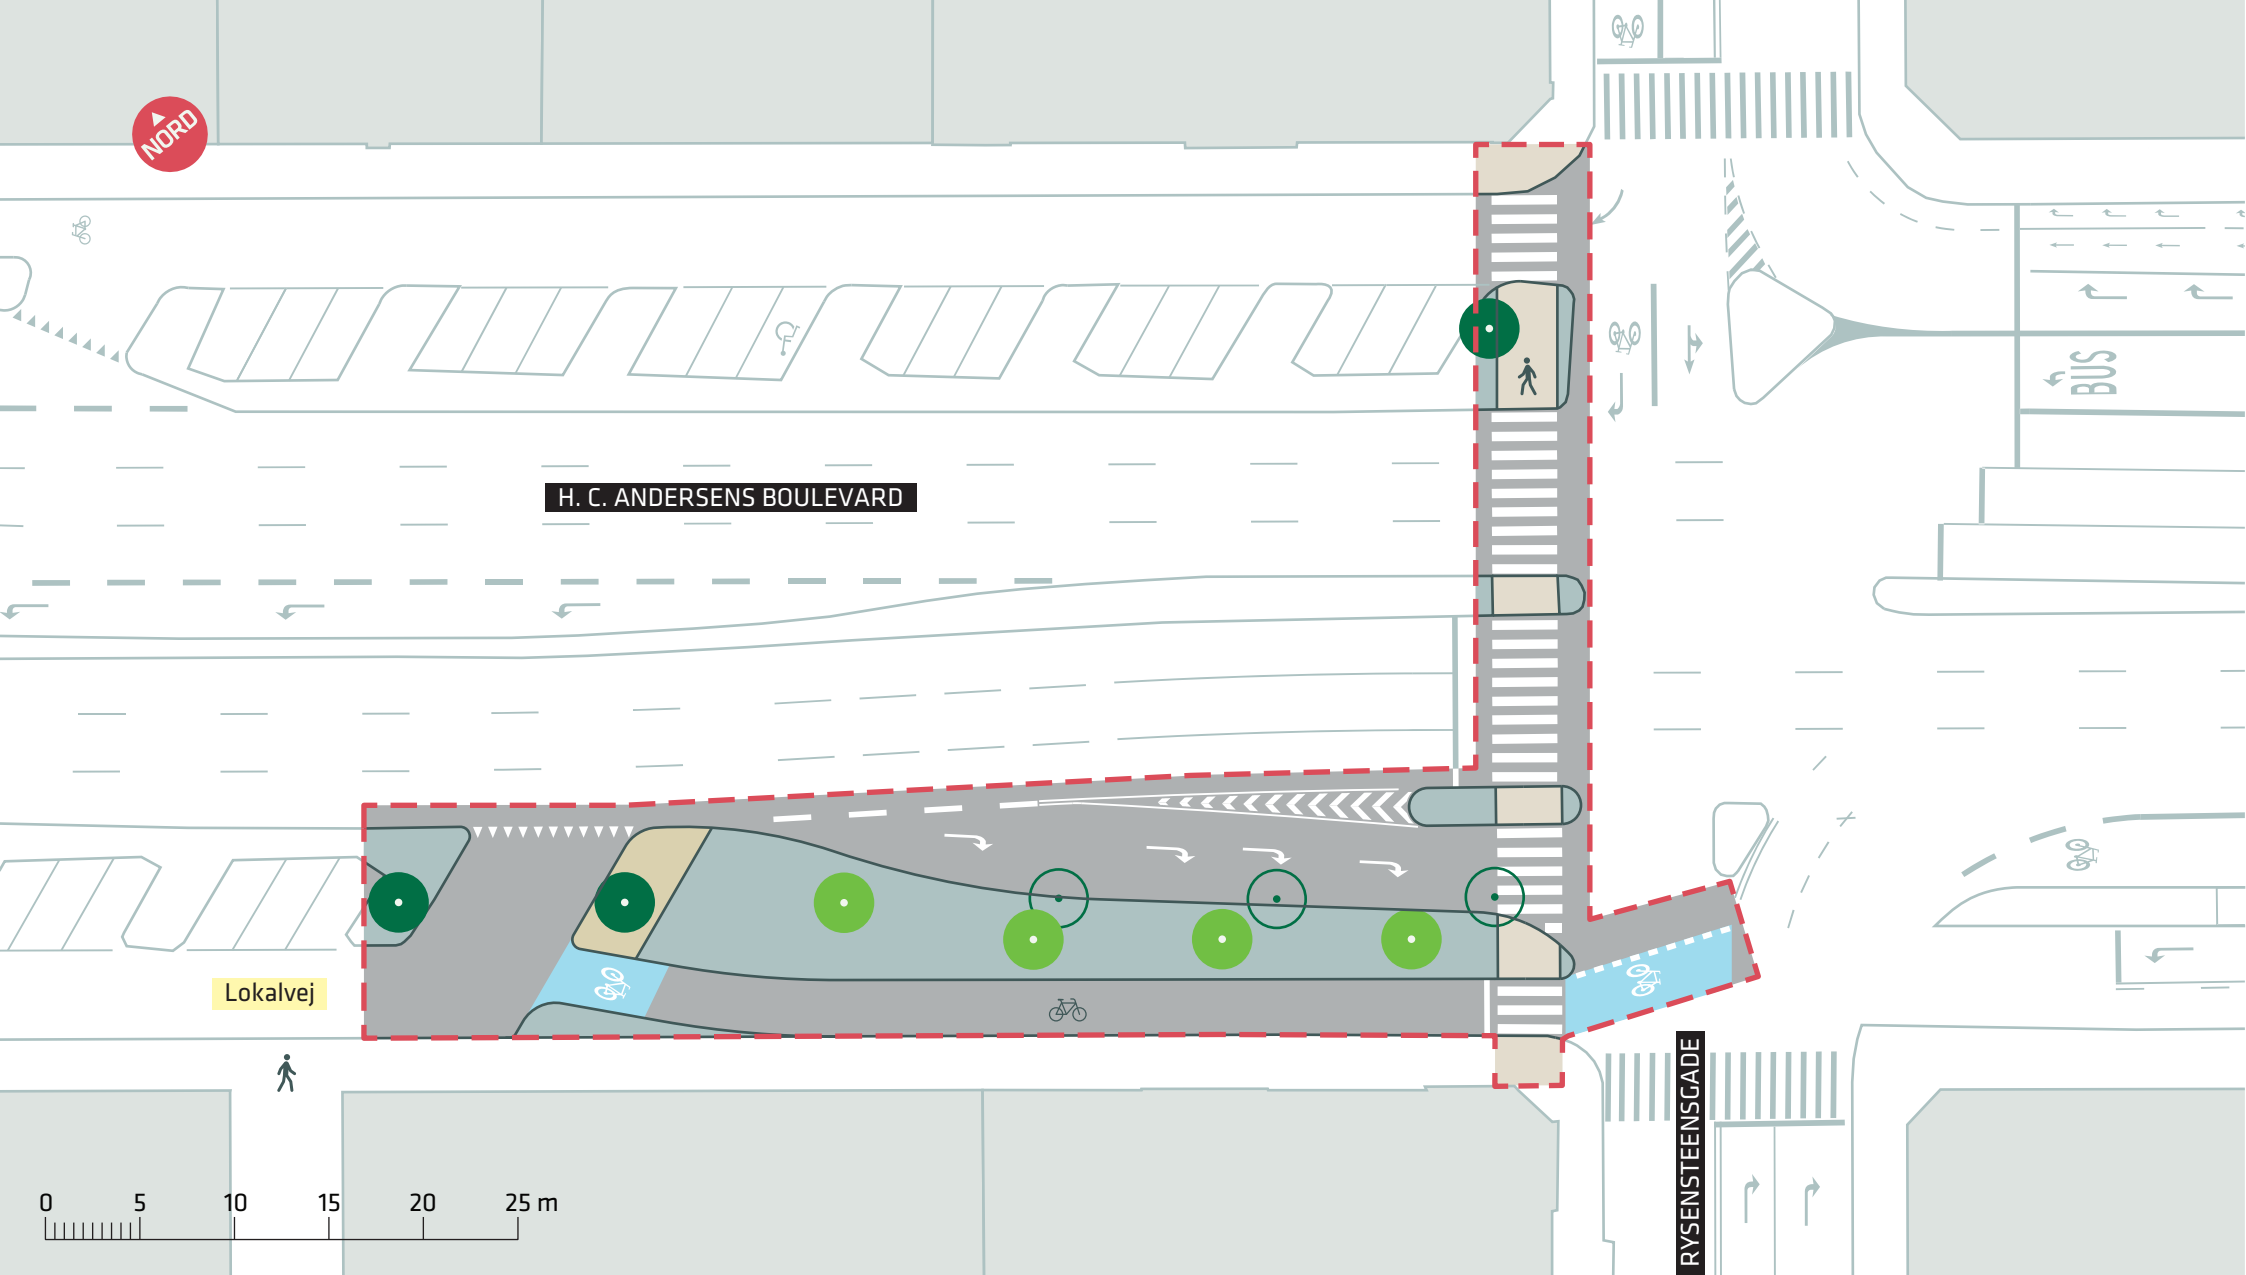 NORD
H. C. ANDERSENS BOULEVARD
BUS
Lokalvej
RYSENSTEENSGADE
0 5 10 15 20 25 m